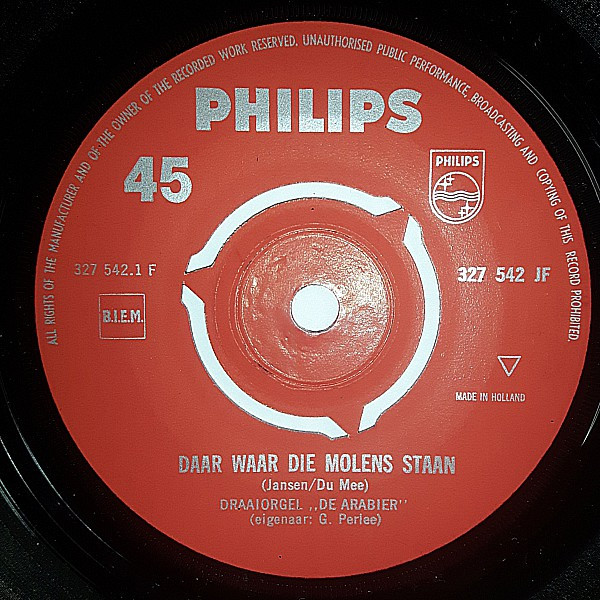 ALL RIGHTS OF THE MANUFACTURER AND OF THE OWNER OF THE RECORDED WORK RESERVED. UNAUTHORISED PUBLIC PERFORMANCE, BROADCASTING AND COPYING OF THIS RECORD PROHIBITED.
PHILIPS
45
PHILIPS
327 542.1 F
327 542 JF
B.I.E.M.
MADE IN HOLLAND
DAAR WAAR DIE MOLENS STAAN
(Jansen/Du Mee)
DRAAIORGEL ,,DE ARABIER''
(eigenaar: G. Perlee)